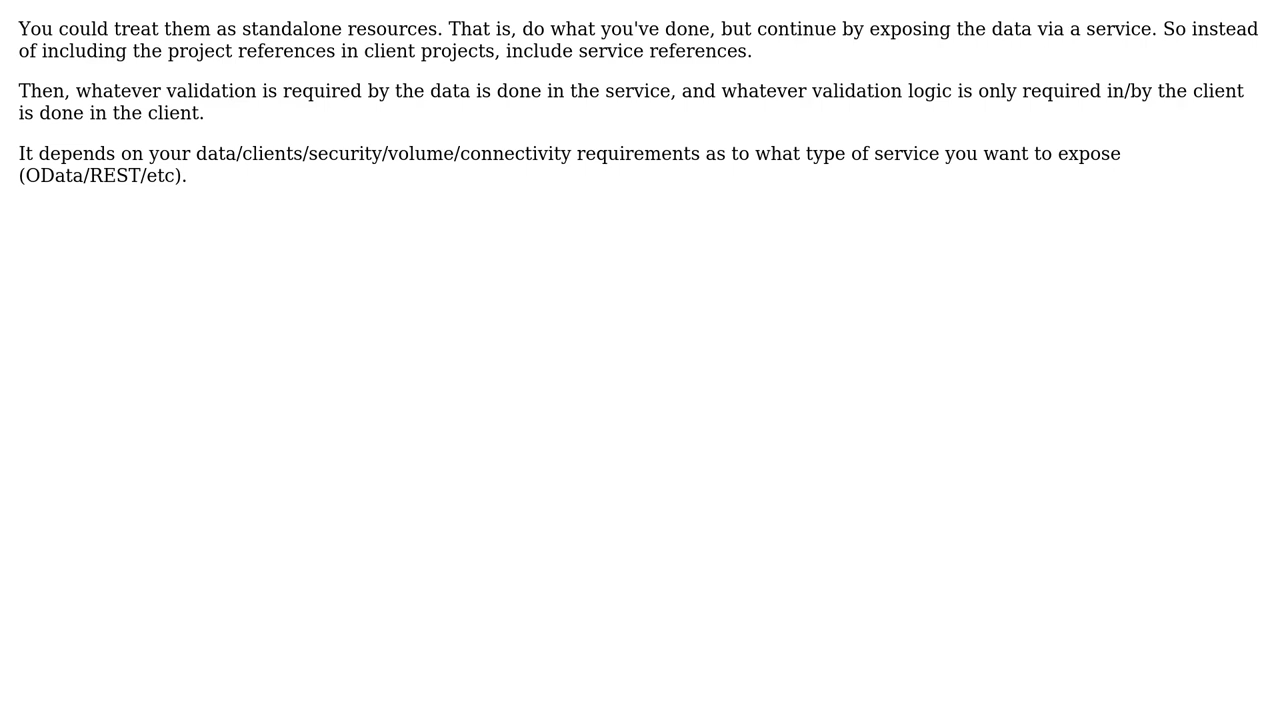 You could treat them as standalone resources. That is, do what you've done, but continue by exposing the data via a service. So instead
of including the project references in client projects, include service references.
Then, whatever validation is required by the data is done in the service, and whatever validation logic is only required in/by the client
is done in the client.
It depends on your data/clients/security/volume/connectivity requirements as to what type of service you want to expose
(OData/REST/etc).